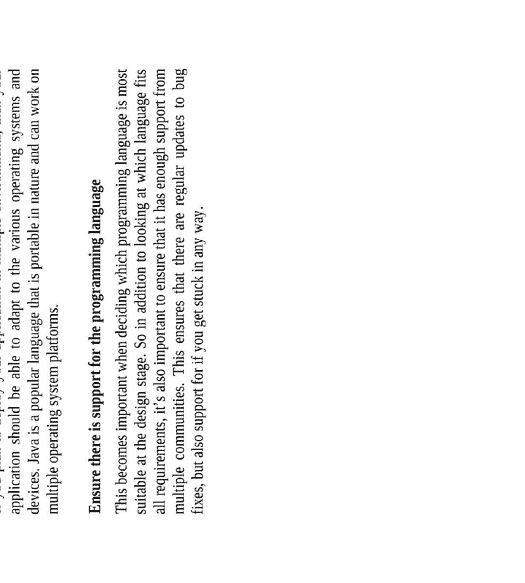 application should be able to adapt to the various operating systems and
devices. Java is a popular language that is portable in nature and can work on
multiple operating system platforms.
Ensure there is support for the programming language
This becomes important when deciding which programming language is most
suitable at the design stage. So in addition to looking at which language fits
all requirements, it's also important to ensure that it has enough support from
multiple communities. This ensures that there are regular updates to bug
fixes, but also support for if you get stuck in any way.